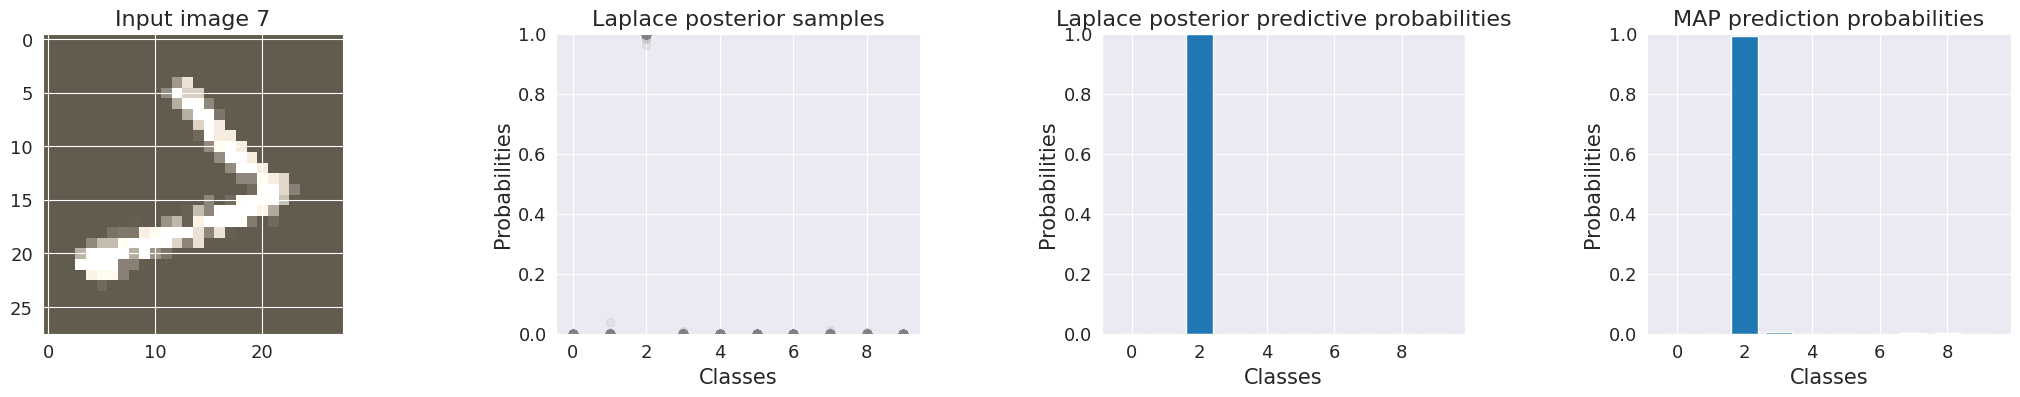 Input image 7
0
5
10
15
20
25
0 10 20
Laplace posterior samples
Probabilities
1.0
0.8
0.6
0.4
0.2
0.0
0 2 4 6 8
Classes
Laplace posterior predictive probabilities
Probabilities
1.0
0.8
0.6
0.4
0.2
0.0
0 2 4 6 8
Classes
MAP prediction probabilities
Probabilities
1.0
0.8
0.6
0.4
0.2
0.0
0 2 4 6 8
Classes